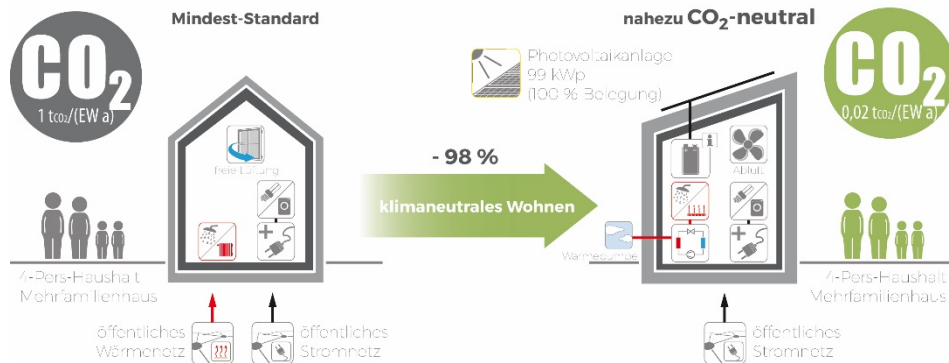 CO2
1 tco2/(EW a)
Mindest-Standard
freie Lüftung
4-Pers-Haushalt
Mehrfamilienhaus
öffentliches
Wärmenetz
öffentliches
Stromnetz
- 98 %
klimaneutrales Wohnen
nahezu CO2-neutral
Photovoltaikanlage
99 kWp
(100 % Belegung)
CO2
0,02 tco2/(EW a)
i
Abluft
Wärmepumpe
4-Pers-Haushalt
Mehrfamilienhaus
öffentliches
Stromnetz